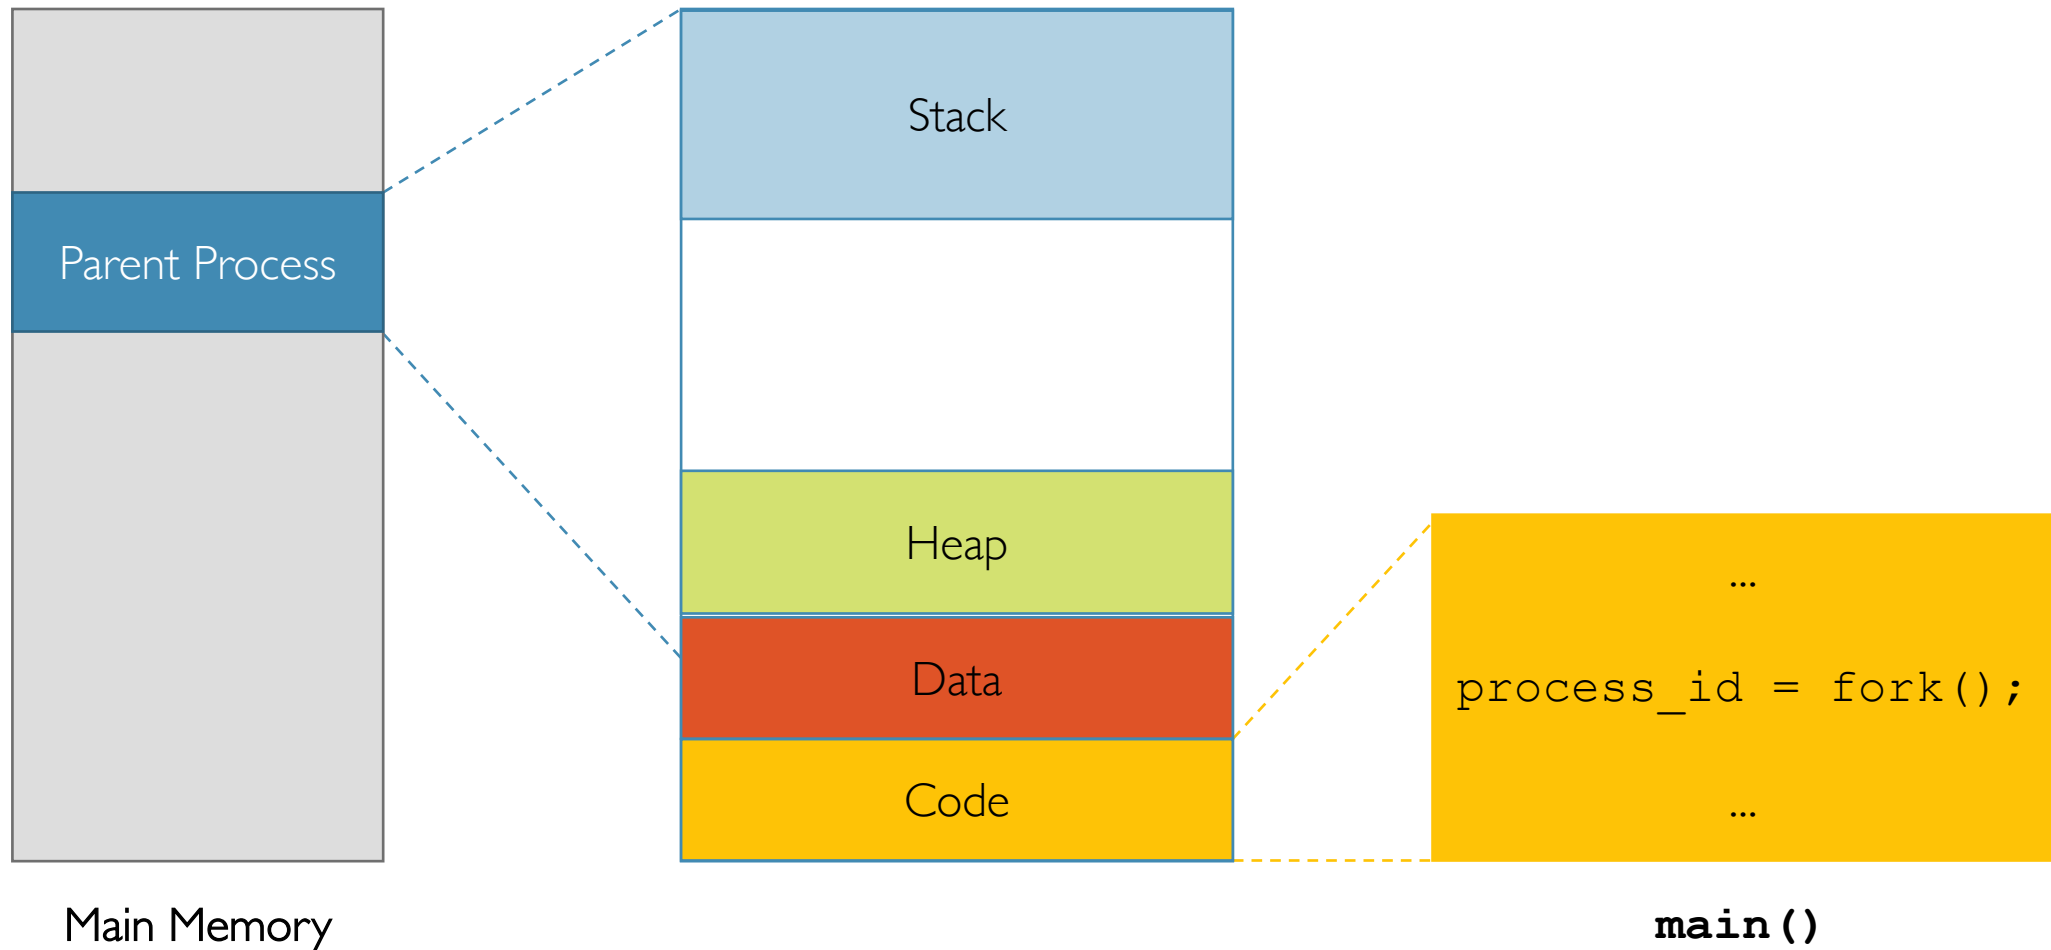 Stack
Parent Process
Heap
Data
Code
…
process_id = fork();
…
Main Memory
main()